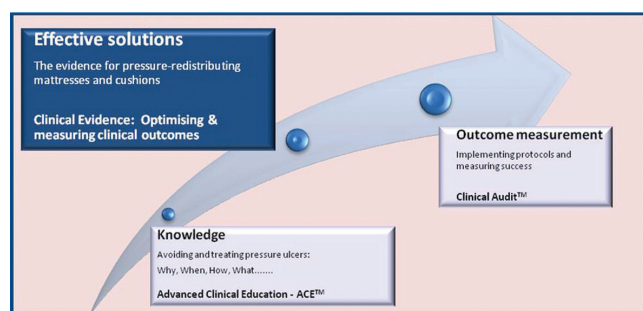 Effective solutions
The evidence for pressure-redistributing
mattresses and cushions
Clinical Evidence: Optimising &
measuring clinical outcomes
Outcome measurement
Implementing protocols and
measuring success
Clinical Audit™
Knowledge
Avoiding and treating pressure ulcers:
Why, When, How, What.......
Advanced Clinical Education - ACE™